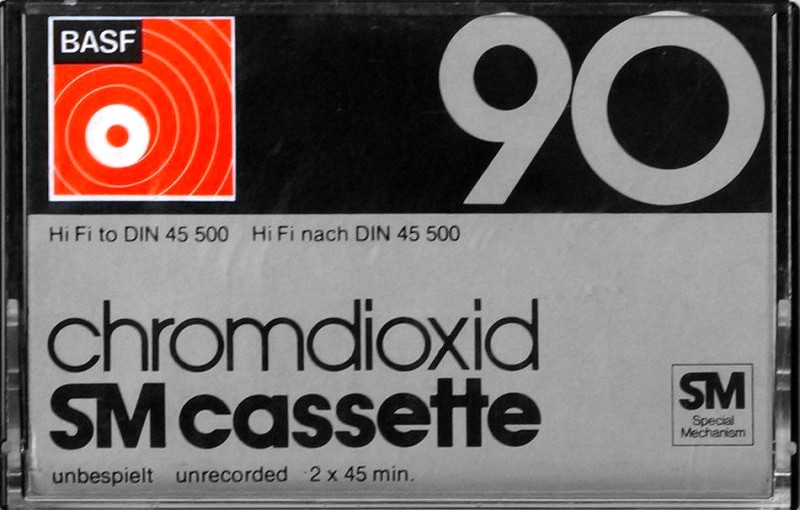 BASF
90
Hi Fi to DIN 45 500 Hi Fi nach DIN 45 500
chromdioxid
SM cassette
SM
Special
Mechanism
unbespielt unrecorded 2 x 45 min.